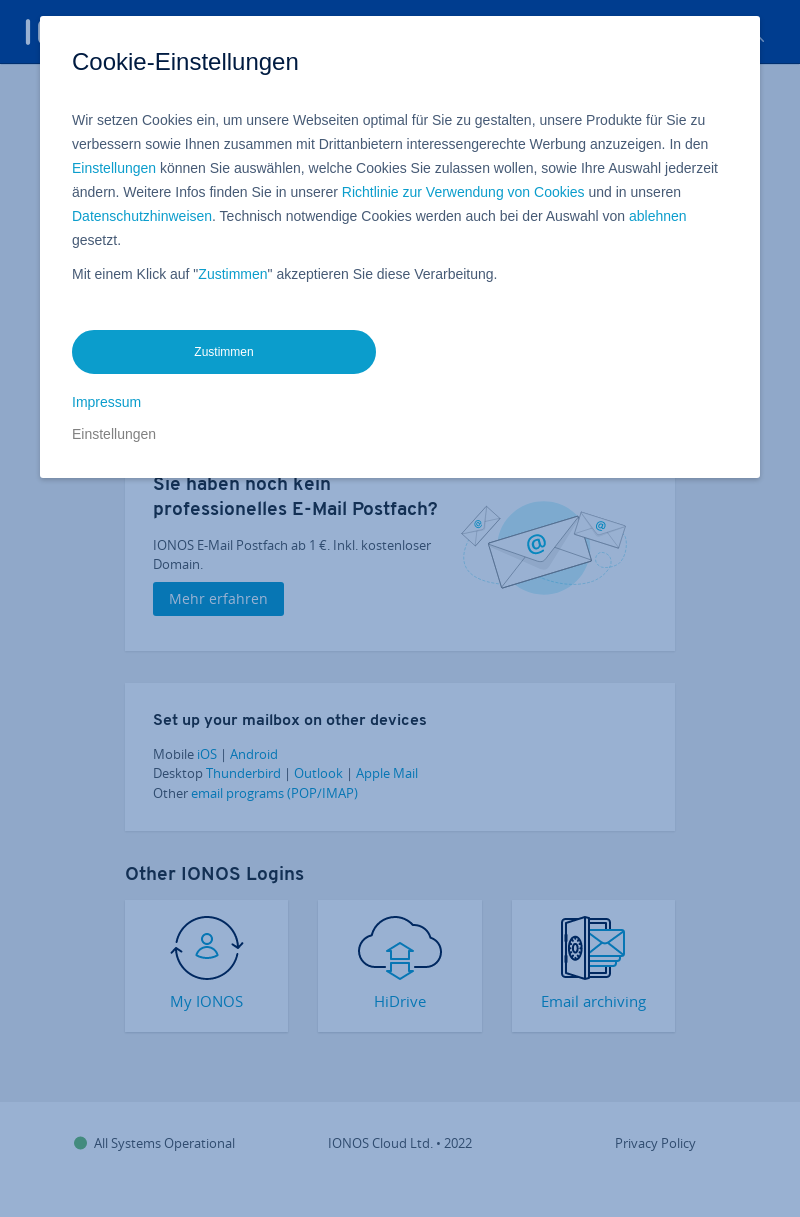 Cookie-Einstellungen
Wir setzen Cookies ein, um unsere Webseiten optimal für Sie zu gestalten, unsere Produkte für Sie zu
verbessern sowie Ihnen zusammen mit Drittanbietern interessengerechte Werbung anzuzeigen. In den
Einstellungen können Sie auswählen, welche Cookies Sie zulassen wollen, sowie Ihre Auswahl jederzeit
ändern. Weitere Infos finden Sie in unserer Richtlinie zur Verwendung von Cookies und in unseren
Datenschutzhinweisen. Technisch notwendige Cookies werden auch bei der Auswahl von ablehnen
gesetzt.
Mit einem Klick auf "Zustimmen" akzeptieren Sie diese Verarbeitung.
Zustimmen
Impressum
Einstellungen
Sie haben noch kein
professionelles E-Mail Postfach?
IONOS E-Mail Postfach ab 1 €. Inkl. kostenloser
Domain.
Mehr erfahren
@ @ @
Set up your mailbox on other devices
Mobile iOS | Android
Desktop Thunderbird | Outlook | Apple Mail
Other email programs (POP/IMAP)
Other IONOS Logins
My IONOS HiDrive Email archiving
All Systems Operational IONOS Cloud Ltd. • 2022 Privacy Policy